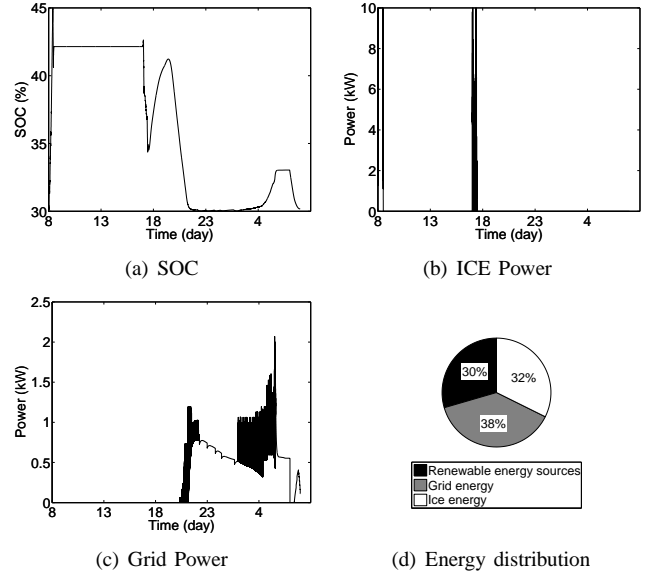 45
40
35
30
SOC (%)
8
13
18
23
4
Time (day)
(a) SOC
10
8
6
4
2
0
Power (kW)
8
13
18
23
4
Time (day)
(b) ICE Power
2.5
2
1.5
1
0.5
0
Power (kW)
8
13
18
23
4
Time (day)
(c) Grid Power
30%
32%
38%
Renewable energy sources
Grid energy
Ice energy
(d) Energy distribution